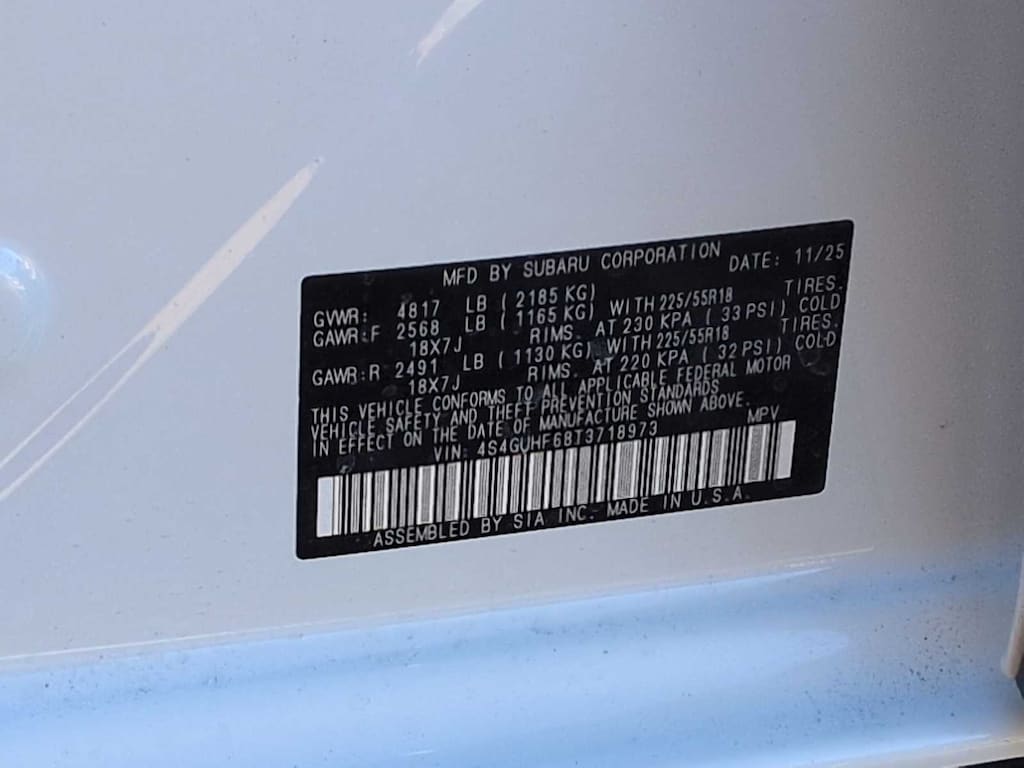 MFD BY SUBARU CORPORATION DATE: 11/25
GVWR: 4817 LB ( 2185 KG)
GAWR:F 2568 LB ( 1165 KG) WITH 225/55R18 TIRES.
18X7J RIMS. AT 230 KPA ( 33 PSI) COLD
GAWR:R 2491 LB ( 1130 KG) WITH 225/55R18 TIRES.
18X7J RIMS. AT 220 KPA ( 32 PSI) COLD
THIS VEHICLE CONFORMS TO ALL APPLICABLE FEDERAL MOTOR
VEHICLE SAFETY AND THEFT PREVENTION STANDARDS
IN EFFECT ON DATE OF MANUFACTURE SHOWN ABOVE.
VIN: 4S4GUHF68T3718973 MPV
ASSEMBLED BY SIA INC. MADE IN U.S.A.